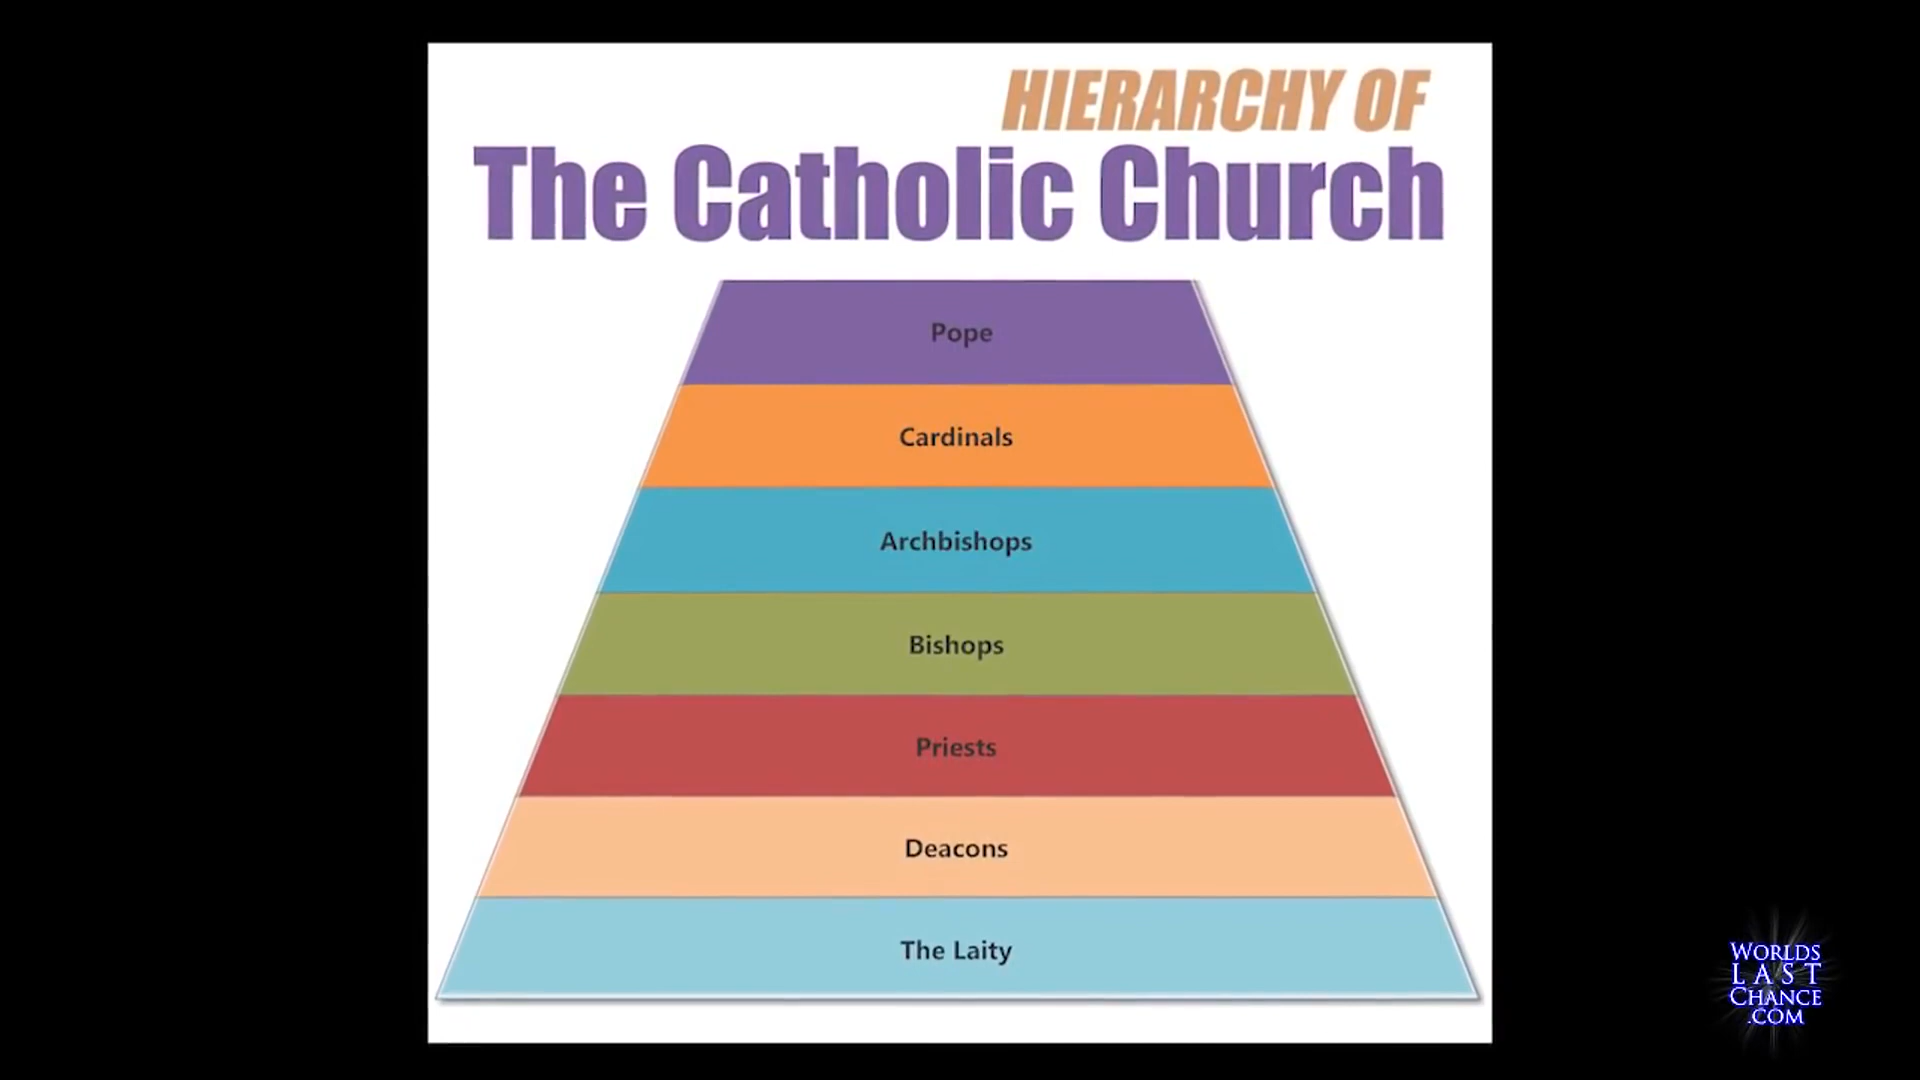 HIERARCHY OF
The Catholic Church
Pope
Cardinals
Archbishops
Bishops
Priests
Deacons
The Laity
WORLDS
LAST
CHANCE
.COM